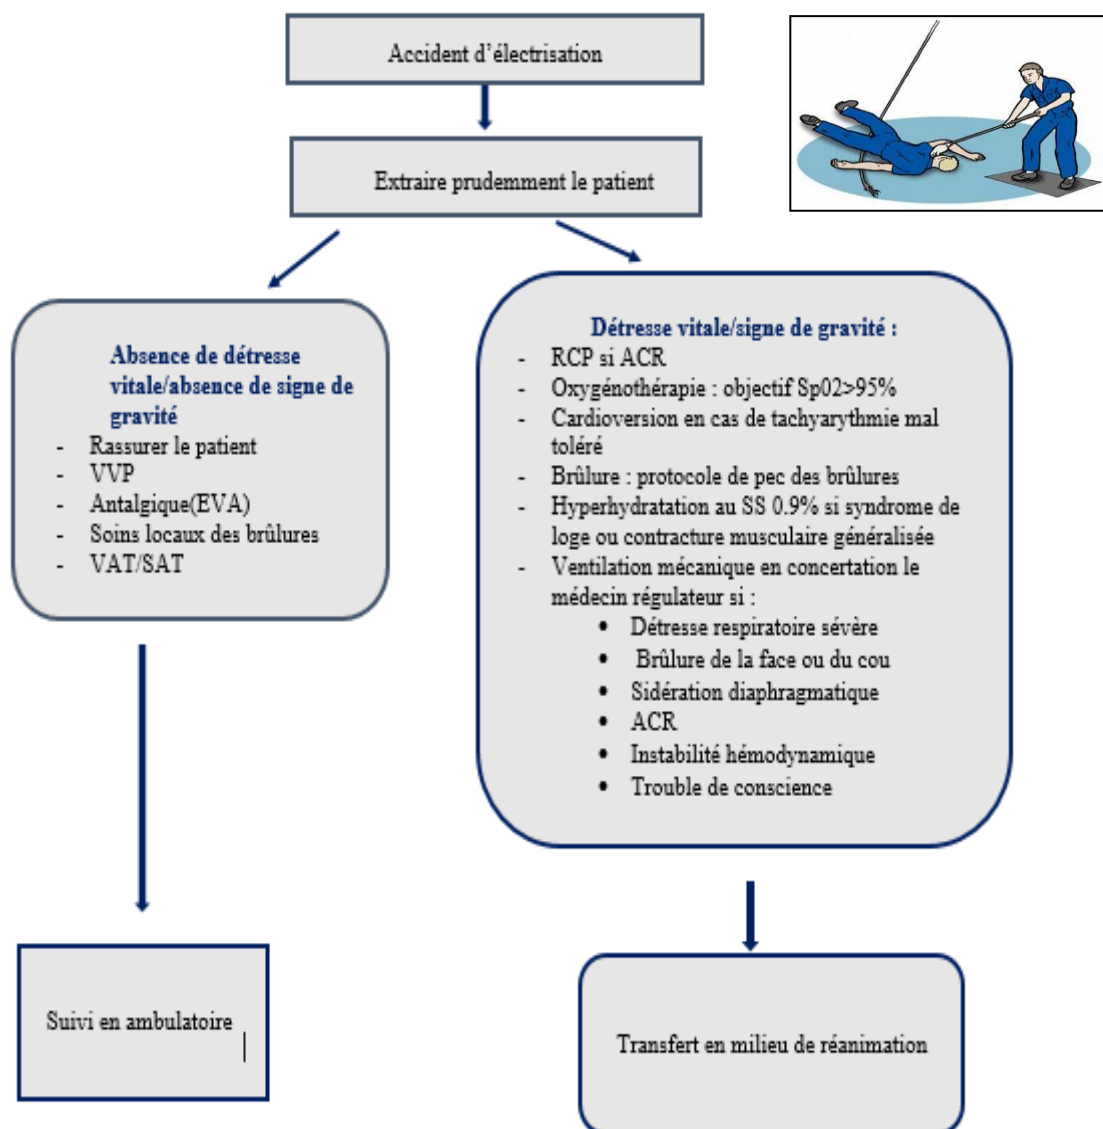 Accident d’électrisation
Extraire prudemment le patient
Absence de détresse
vitale/absence de signe de
gravité
- Rassurer le patient
- VVP
- Antalgique(EVA)
- Soins locaux des brûlures
- VAT/SAT
Détresse vitale/signe de gravité :
- RCP si ACR
- Oxygénothérapie : objectif Sp02>95%
- Cardioversion en cas de tachyarythmie mal
toléré
- Brûlure : protocole de pec des brûlures
- Hyperhydratation au SS 0.9% si syndrome de
loge ou contracture musculaire généralisée
- Ventilation mécanique en concertation le
médecin régulateur si :
• Détresse respiratoire sévère
• Brûlure de la face ou du cou
• Sidération diaphragmatique
• ACR
• Instabilité hémodynamique
• Trouble de conscience
Suivi en ambulatoire
Transfert en milieu de réanimation